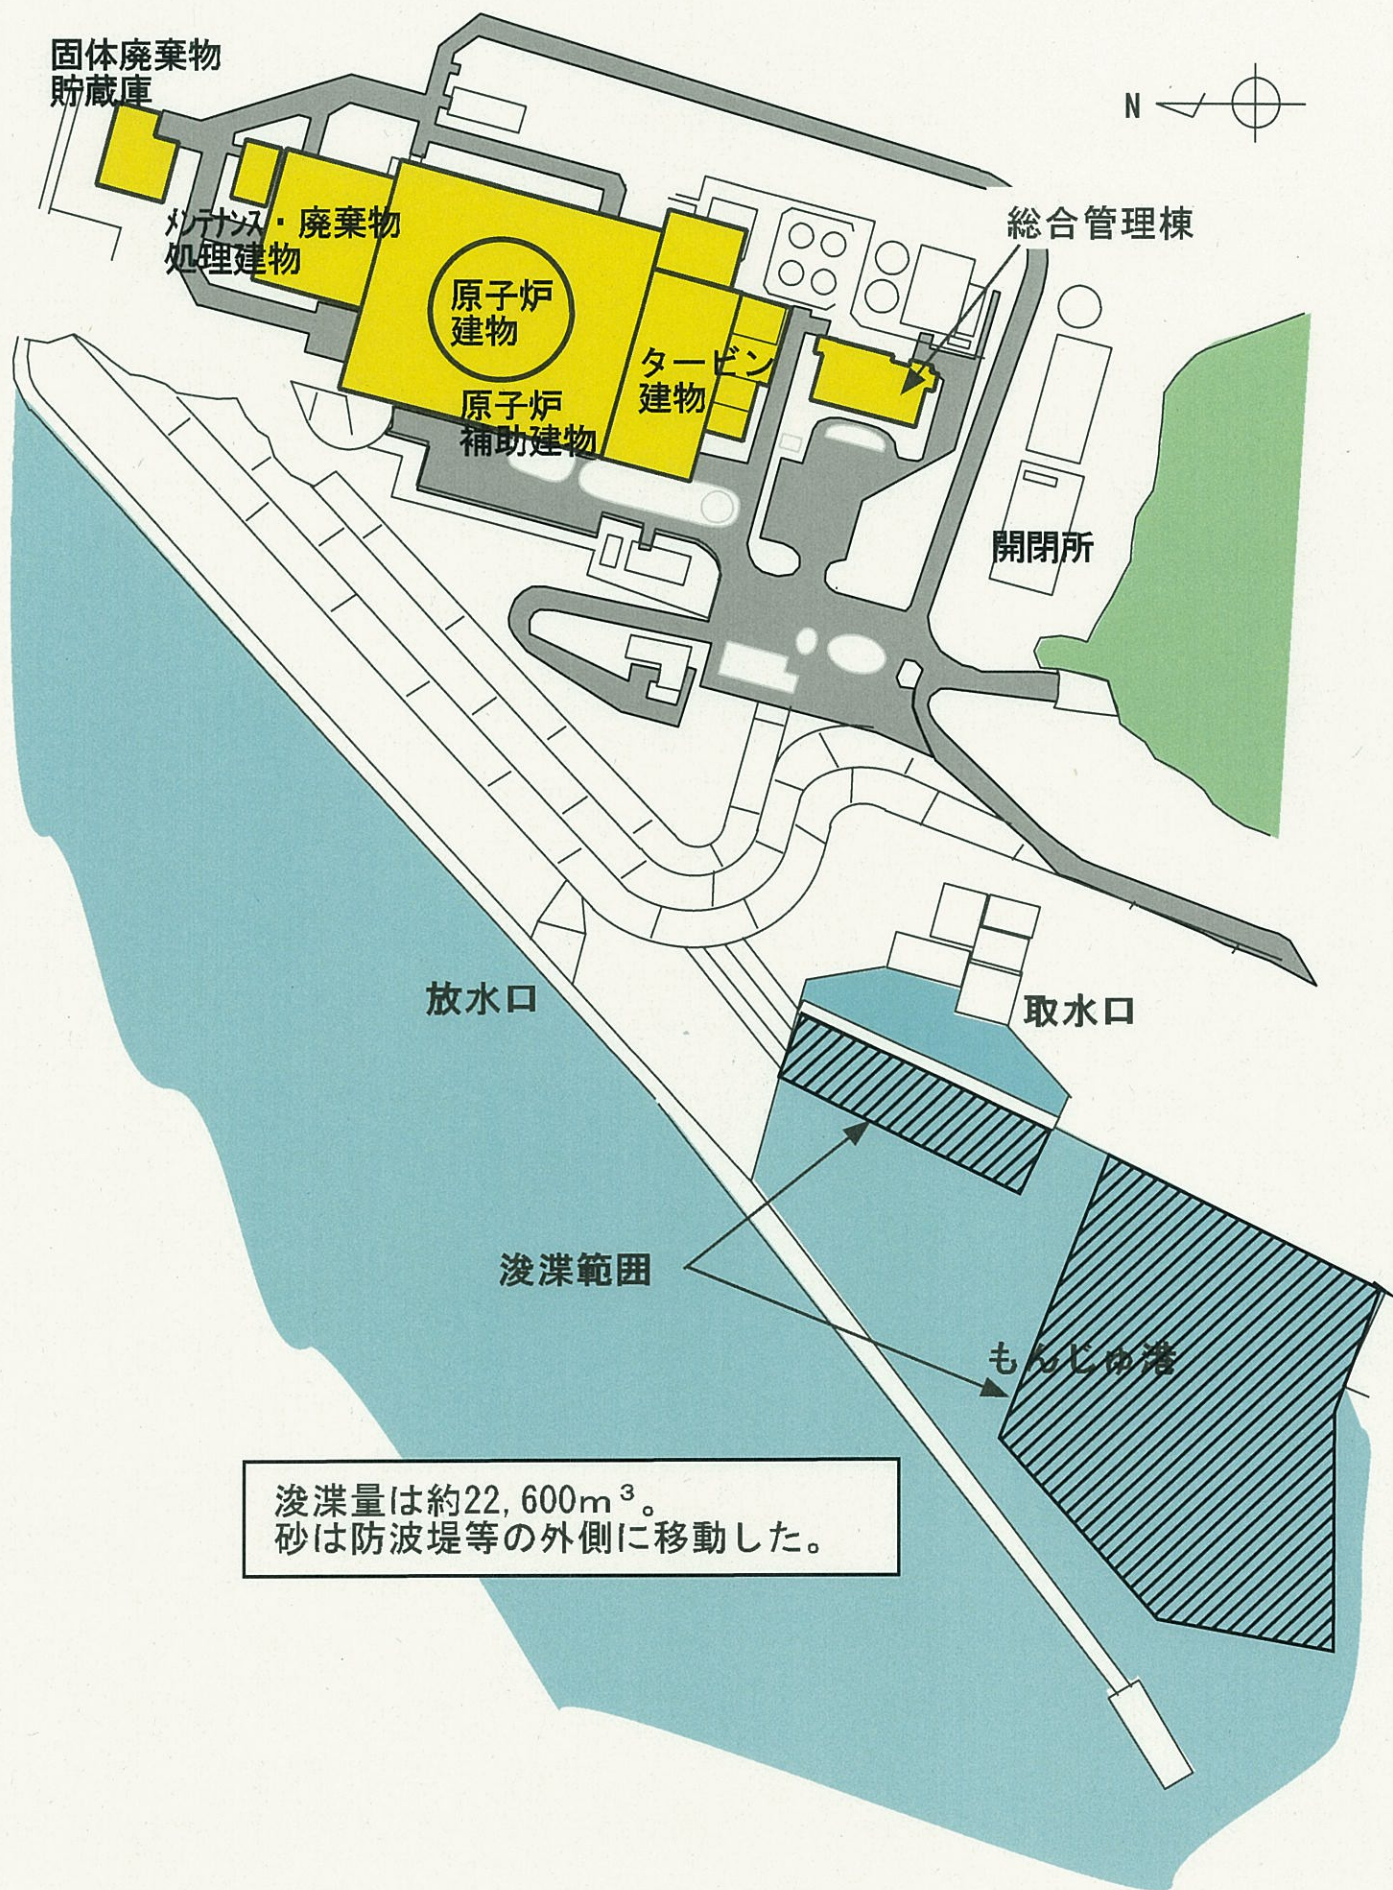 固体廃棄物
貯蔵庫
N
総合管理棟
メンテナンス・廃棄物
処理建物
原子炉
建物
タービン
建物
原子炉
補助建物
開閉所
放水口
取水口
浚渫範囲
もんじゅ港
浚渫量は約22,600m³。
砂は防波堤等の外側に移動した。